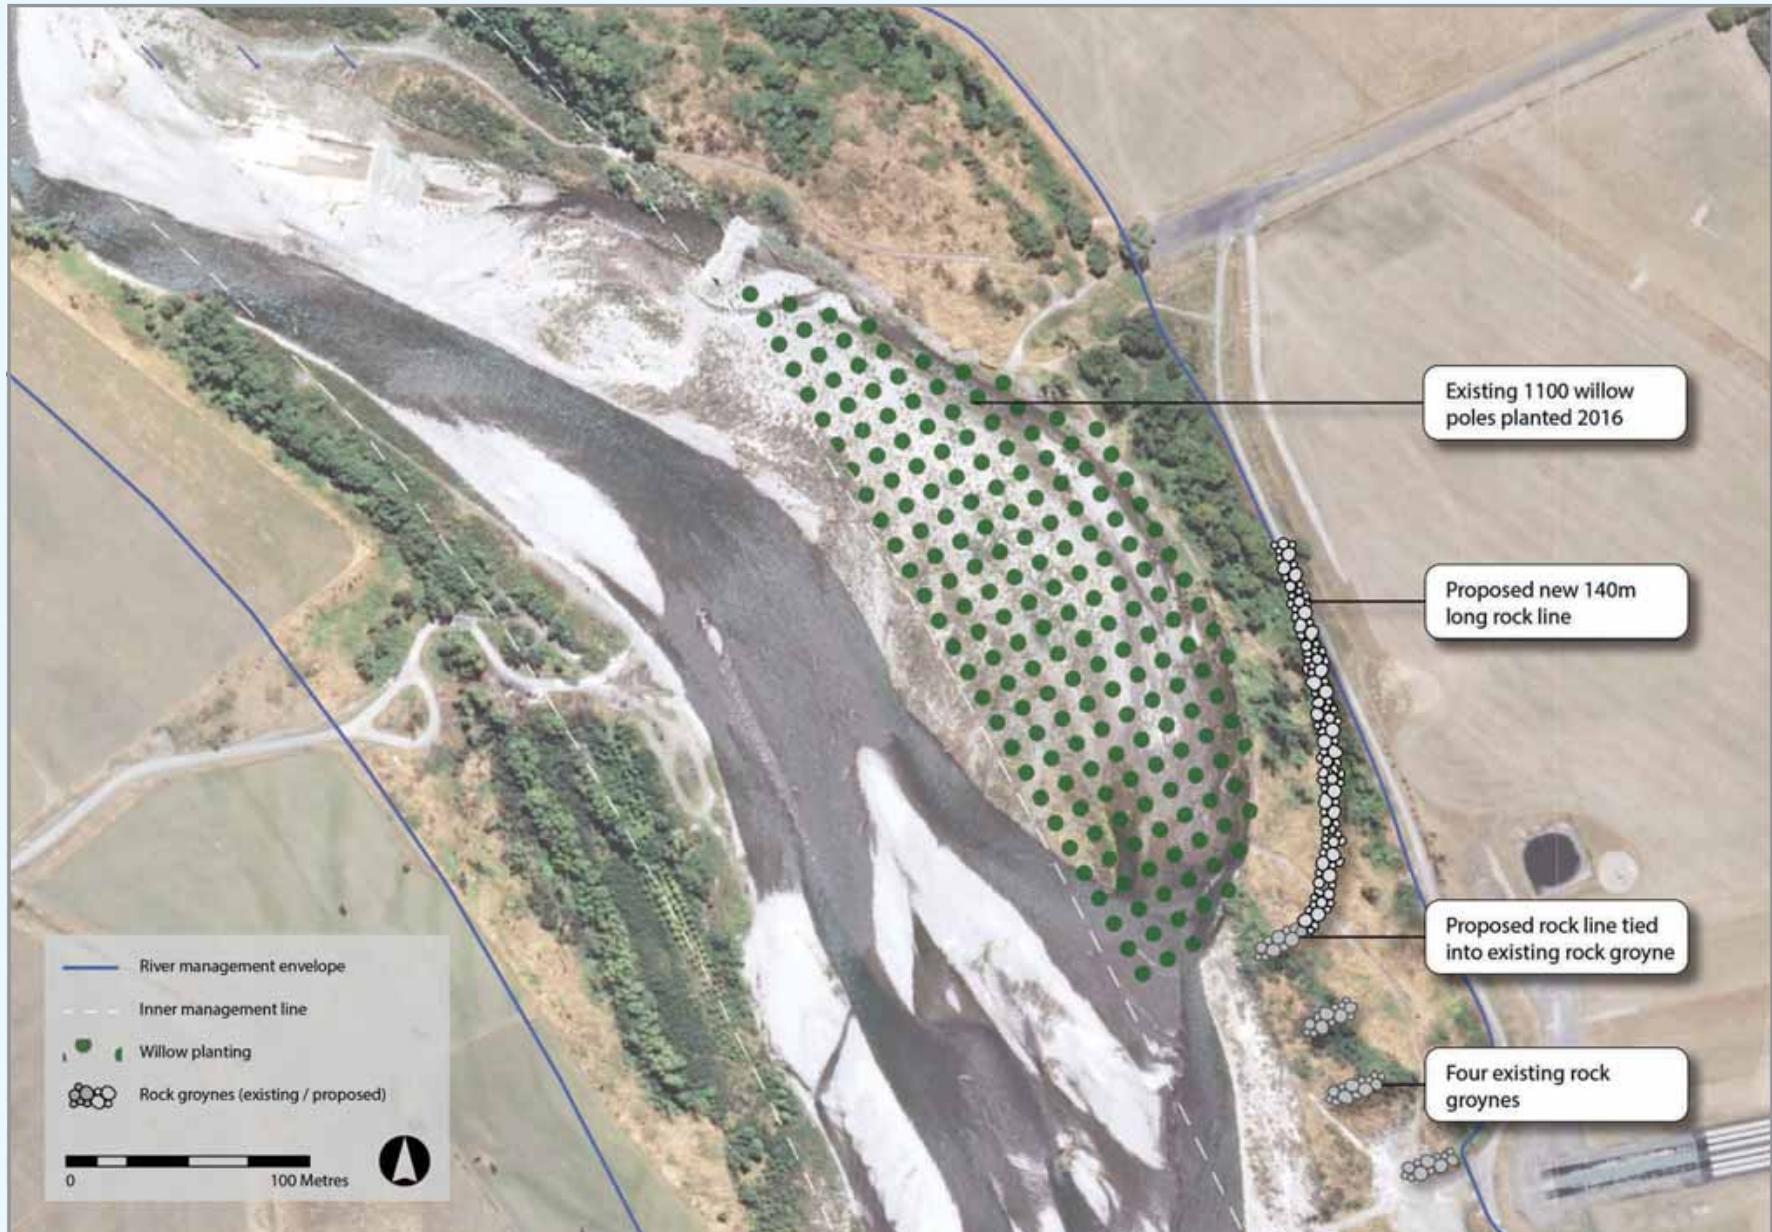 Existing 1100 willow
poles planted 2016
Proposed new 140m
long rock line
Proposed rock line tied
into existing rock groyne
Four existing rock
groynes
River management envelope
Inner management line
Willow planting
Rock groynes (existing / proposed)
0
100 Metres